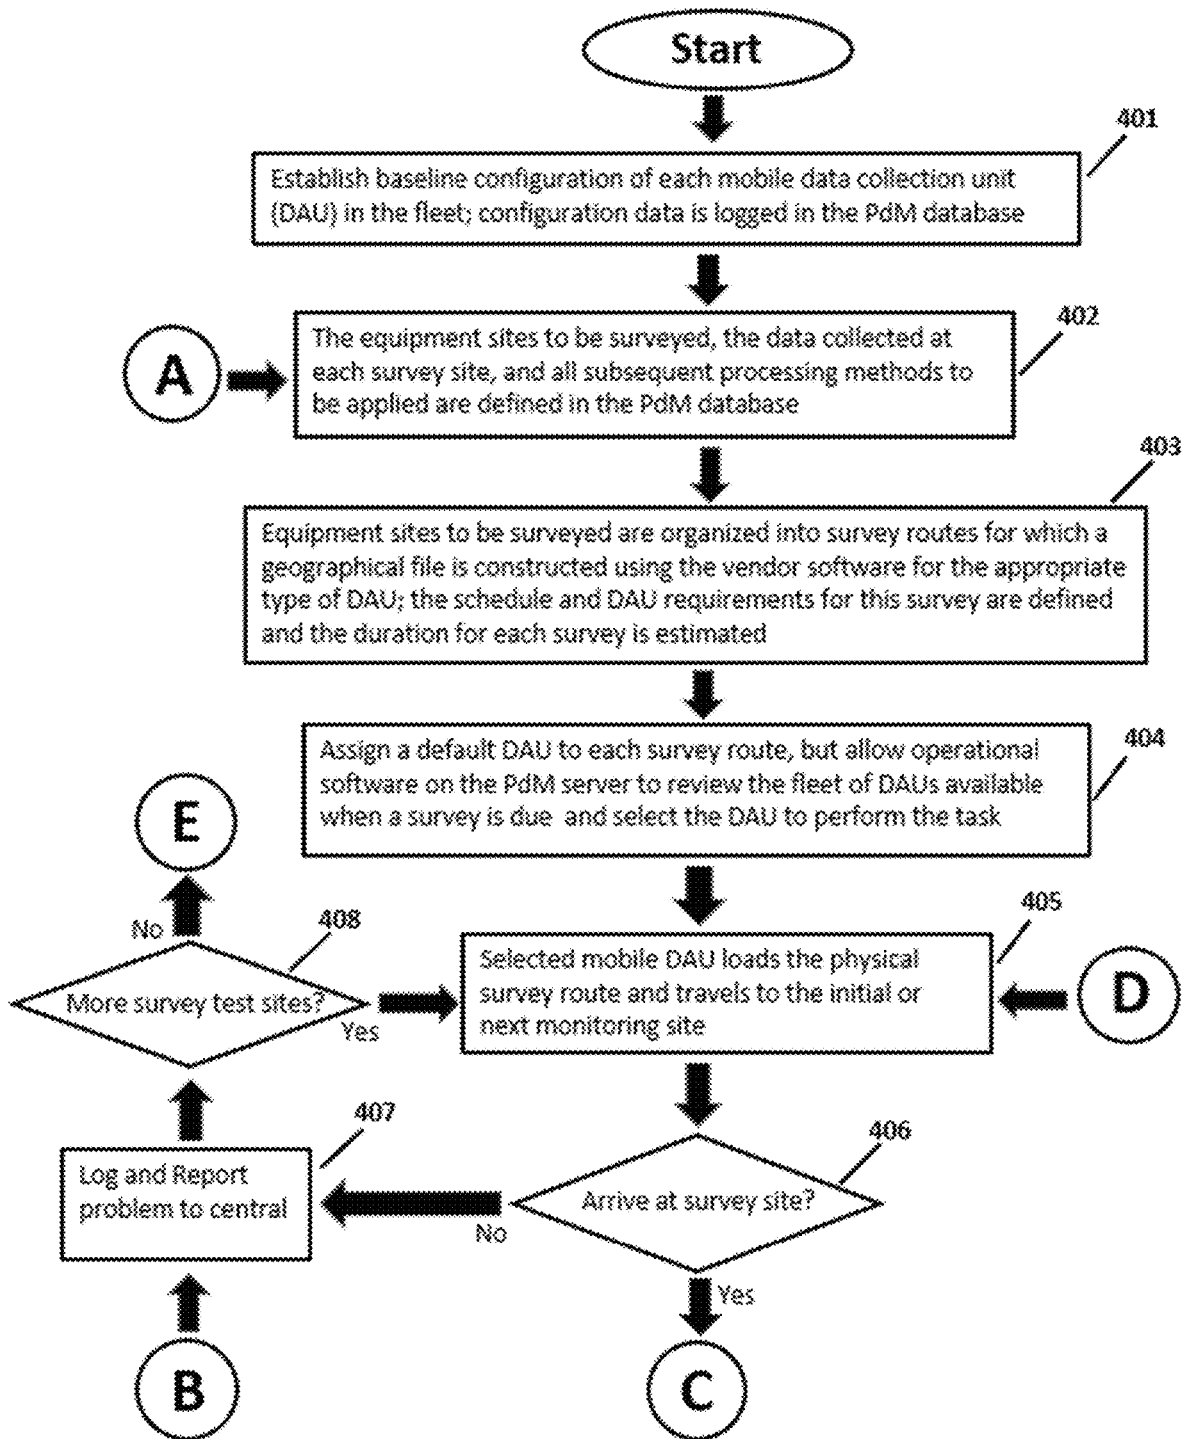 Start
401
Establish baseline configuration of each mobile data collection unit
(DAU) in the fleet; configuration data is logged in the PdM database
402
A
The equipment sites to be surveyed, the data collected at
each survey site, and all subsequent processing methods to
be applied are defined in the PdM database
403
Equipment sites to be surveyed are organized into survey routes for which a
geographical file is constructed using the vendor software for the appropriate
type of DAU; the schedule and DAU requirements for this survey are defined
and the duration for each survey is estimated
404
Assign a default DAU to each survey route, but allow operational
software on the PdM server to review the fleet of DAUs available
when a survey is due and select the DAU to perform the task
E
No
408
More survey test sites?
Yes
405
Selected mobile DAU loads the physical
survey route and travels to the initial or
next monitoring site
D
407
Log and Report
problem to central
406
Arrive at survey site?
No
Yes
B
C